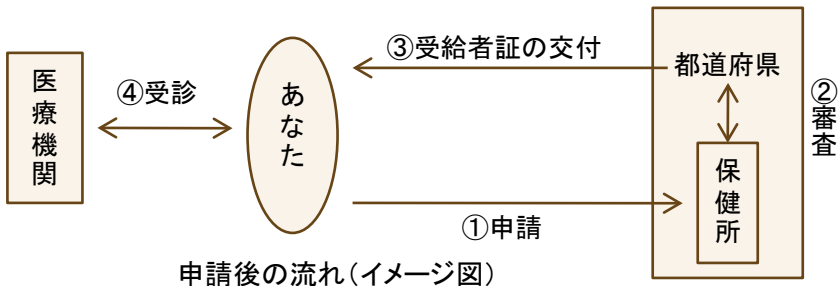 ③受給者証の交付
都道府県
医療機関
④受診
あなた
②審査
保健所
①申請
申請後の流れ(イメージ図)